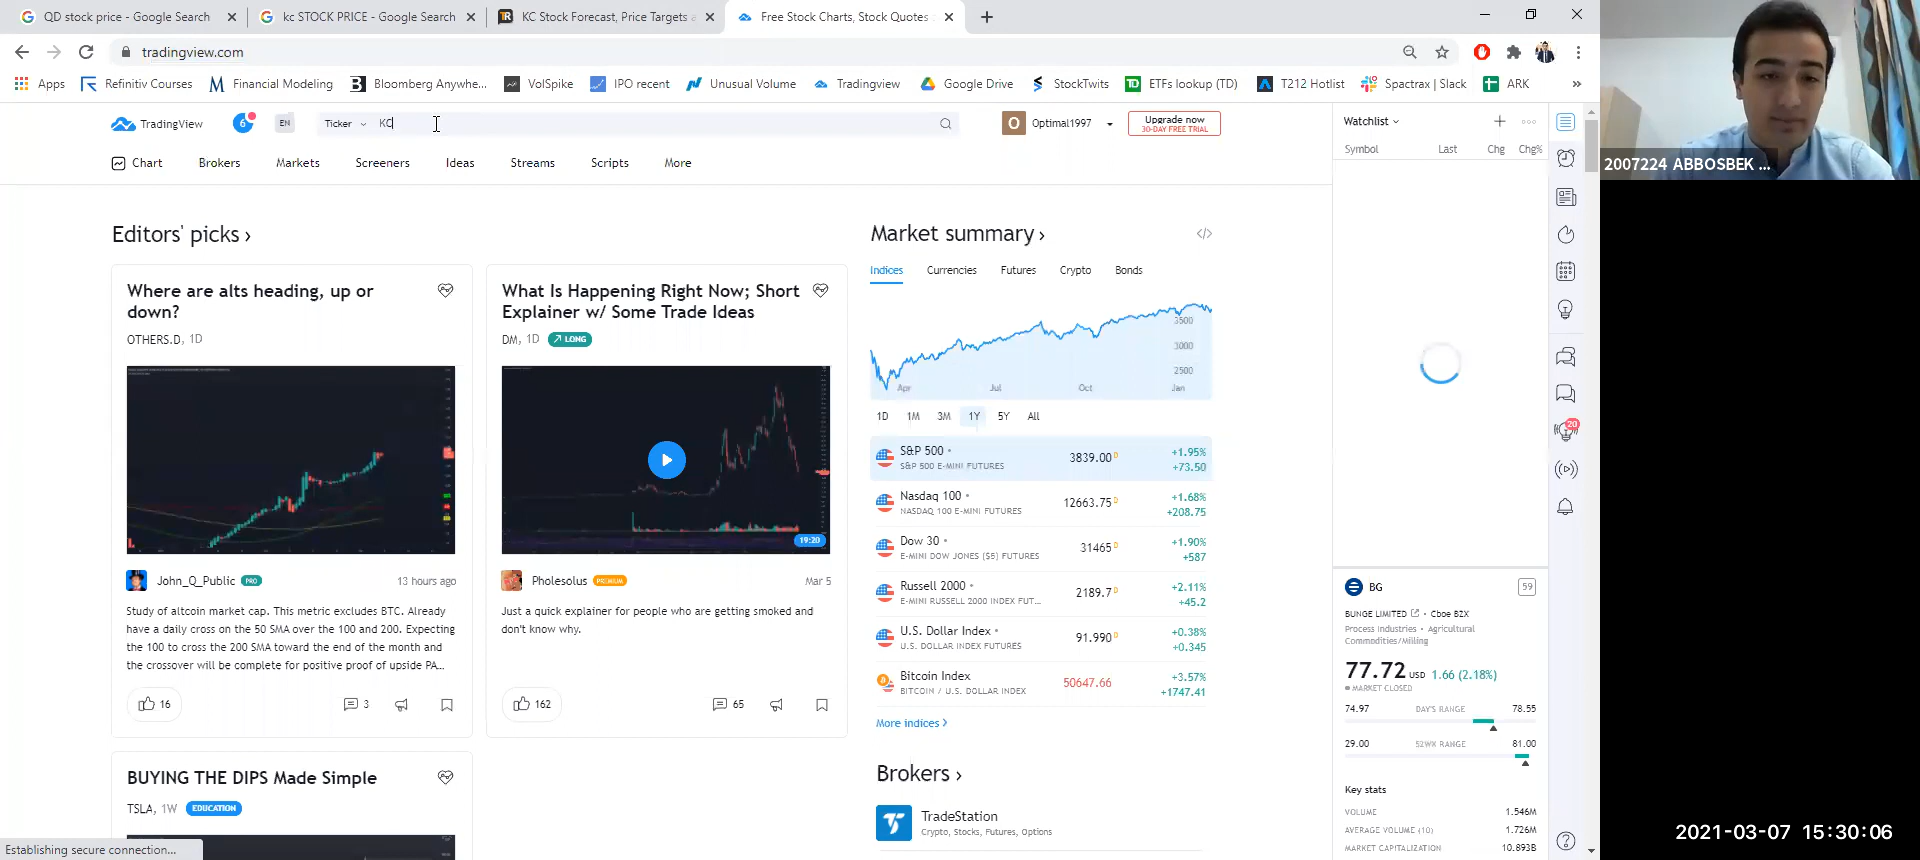 QD stock price - Google Search
kc STOCK PRICE - Google Search
KC Stock Forecast, Price Targets a
Free Stock Charts, Stock Quotes
tradingview.com
Apps
Refinitiv Courses
Financial Modeling
Bloomberg Anywhe...
VolSpike
IPO recent
Unusual Volume
Tradingview
Google Drive
StockTwits
ETFs lookup (TD)
T212 Hotlist
Spactrax | Slack
ARK
TradingView
6
EN
Ticker
KC
Optimal1997
Upgrade now
30-DAY FREE TRIAL
Chart
Brokers
Markets
Screeners
Ideas
Streams
Scripts
More
Editors' picks ›
Where are alts heading, up or
down?
OTHERS.D, 1D
John_Q_Public PRO
13 hours ago
Study of altcoin market cap. This metric excludes BTC. Already
have a daily cross on the 50 SMA over the 100 and 200. Expecting
the 100 to cross the 200 SMA toward the end of the month and
the crossover will be complete for positive proof of upside PA...
16
3
What Is Happening Right Now; Short
Explainer w/ Some Trade Ideas
DM, 1D LONG
19:20
Pholesolus PREMIUM
Mar 5
Just a quick explainer for people who are getting smoked and
don't know why.
162
65
BUYING THE DIPS Made Simple
TSLA, 1W EDUCATION
Establishing secure connection...
Market summary ›
Indices
Currencies
Futures
Crypto
Bonds
3500
3000
2500
Apr
Jul
Oct
Jan
1D
1M
3M
1Y
5Y
All
S&P 500
S&P 500 E-MINI FUTURES
3839.00 D
+1.95%
+73.50
Nasdaq 100
NASDAQ 100 E-MINI FUTURES
12663.75 D
+1.68%
+208.75
Dow 30
E-MINI DOW JONES ($5) FUTURES
31465 D
+1.90%
+587
Russell 2000
E-MINI RUSSELL 2000 INDEX FUT...
2189.7 D
+2.11%
+45.2
U.S. Dollar Index
U.S. DOLLAR INDEX FUTURES
91.990 D
+0.38%
+0.345
Bitcoin Index
BITCOIN / U.S. DOLLAR INDEX
50647.66
+3.57%
+1747.41
More indices ›
Brokers ›
TradeStation
Crypto, Stocks, Futures, Options
Watchlist
Symbol
Last
Chg
Chg%
BG
59
BUNGE LIMITED • Cboe BZX
Process Industries • Agricultural
Commodities/Milling
77.72 USD 1.66 (2.18%)
MARKET CLOSED
74.97
DAY'S RANGE
78.55
29.00
52WK RANGE
81.00
Key stats
VOLUME
1.546M
AVERAGE VOLUME (10)
1.726M
MARKET CAPITALIZATION
10.893B
20
2007224 ABBOSBEK ...
2021-03-07 15:30:06